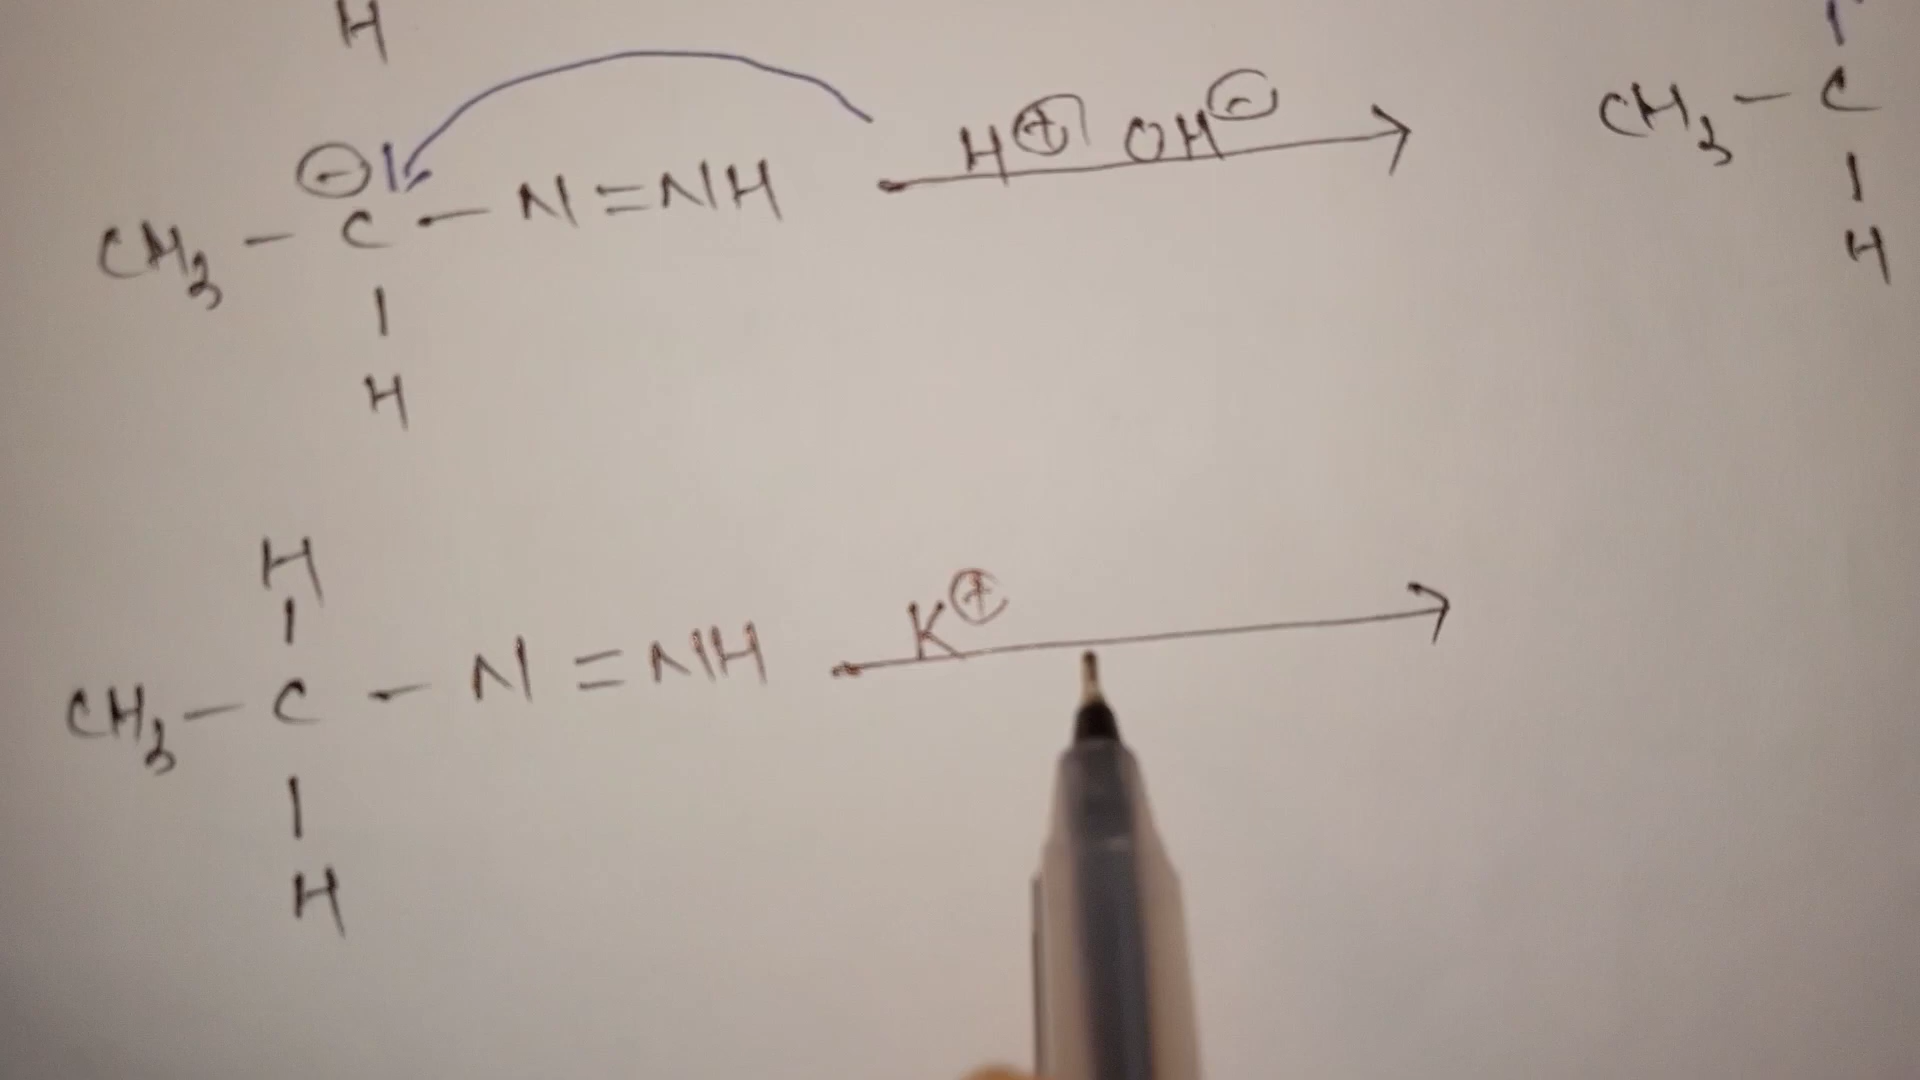 H
CH3 - C - N = NH H⊕ OH⊖ CH3 - C
⊖
H H
H
CH3 - C - N = NH K⊕
H